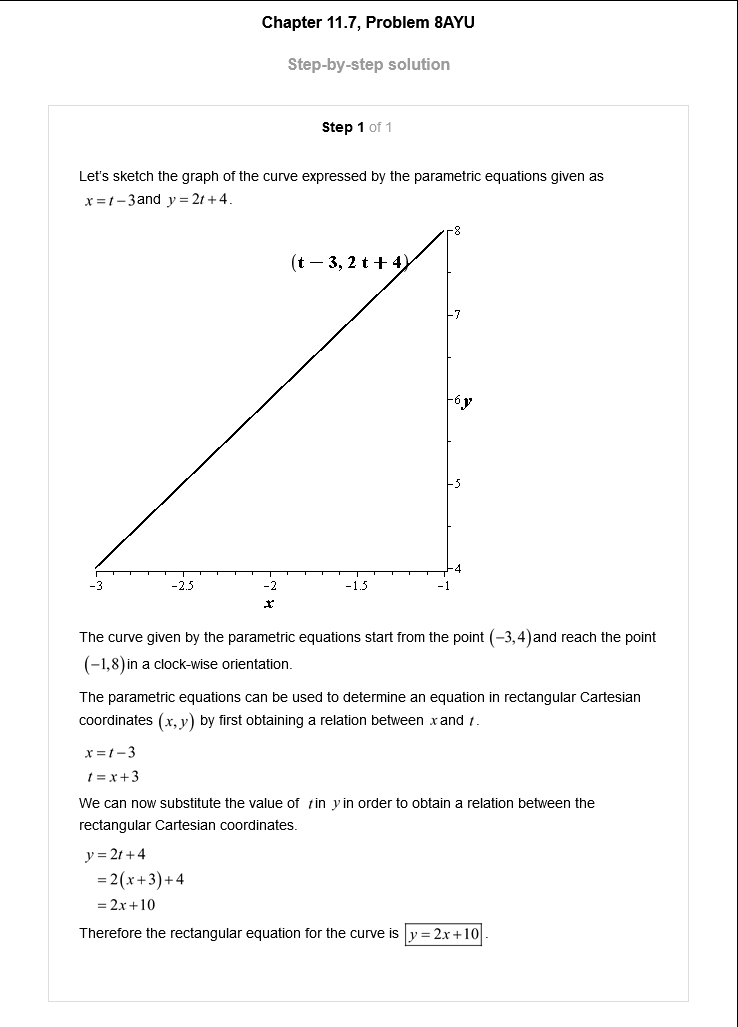 Chapter 11.7, Problem 8AYU
Step-by-step solution
Step 1 of 1
Let's sketch the graph of the curve expressed by the parametric equations given as
x = t − 3 and y = 2t + 4.
8
(t − 3, 2 t + 4)
7
6 y
5
4
−3 −2.5 −2 −1.5 −1
x
The curve given by the parametric equations start from the point (−3,4) and reach the point
(−1,8) in a clock-wise orientation.
The parametric equations can be used to determine an equation in rectangular Cartesian
coordinates (x, y) by first obtaining a relation between x and t.
x = t − 3
t = x + 3
We can now substitute the value of t in y in order to obtain a relation between the
rectangular Cartesian coordinates.
y = 2t + 4
= 2(x + 3) + 4
= 2x + 10
Therefore the rectangular equation for the curve is y = 2x + 10.